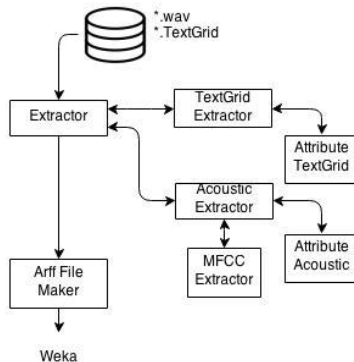 *.wav
*.TextGrid
Extractor
TextGrid
Extractor
Attribute
TextGrid
Acoustic
Extractor
MFCC
Extractor
Attribute
Acoustic
Arff File
Maker
Weka